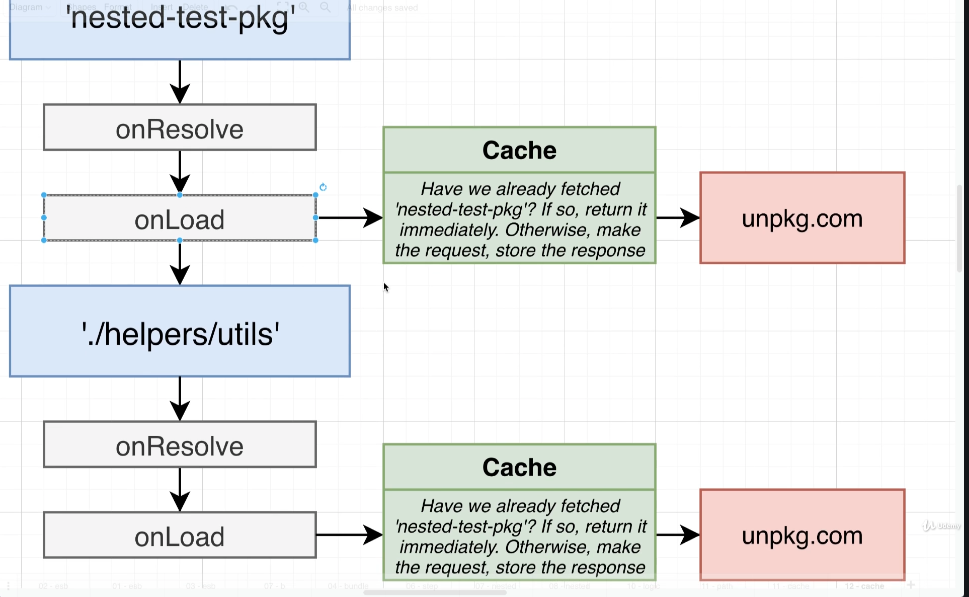 Diagram
All changes saved.
'nested-test-pkg'
onResolve
onLoad
Cache
Have we already fetched
'nested-test-pkg'? If so, return it
immediately. Otherwise, make
the request, store the response
unpkg.com
'./helpers/utils'
onResolve
onLoad
Cache
Have we already fetched
'nested-test-pkg'? If so, return it
immediately. Otherwise, make
the request, store the response
unpkg.com
Udemy
12 - cache